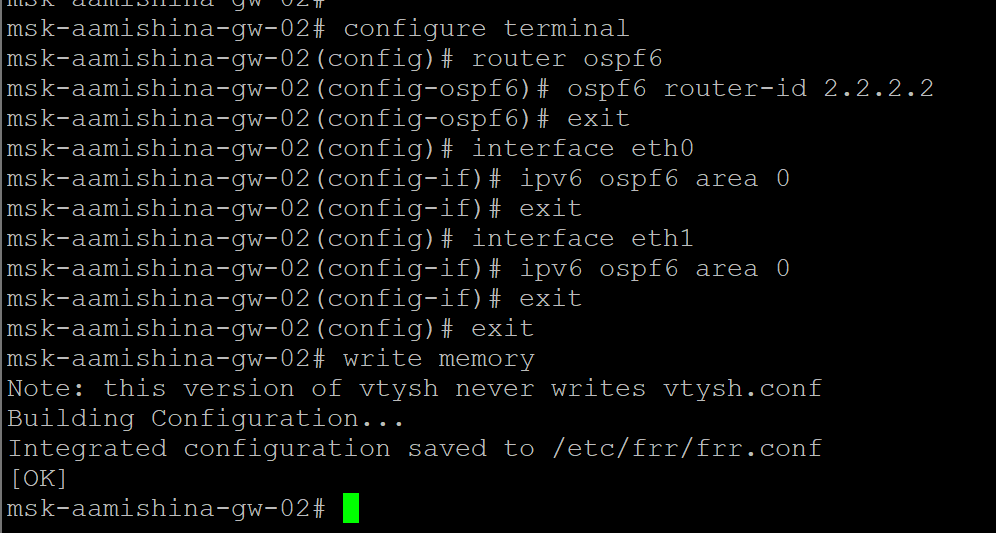 msk-aamishina-gw-02#
msk-aamishina-gw-02# configure terminal
msk-aamishina-gw-02(config)# router ospf6
msk-aamishina-gw-02(config-ospf6)# ospf6 router-id 2.2.2.2
msk-aamishina-gw-02(config-ospf6)# exit
msk-aamishina-gw-02(config)# interface eth0
msk-aamishina-gw-02(config-if)# ipv6 ospf6 area 0
msk-aamishina-gw-02(config-if)# exit
msk-aamishina-gw-02(config)# interface eth1
msk-aamishina-gw-02(config-if)# ipv6 ospf6 area 0
msk-aamishina-gw-02(config-if)# exit
msk-aamishina-gw-02(config)# exit
msk-aamishina-gw-02# write memory
Note: this version of vtysh never writes vtysh.conf
Building Configuration...
Integrated configuration saved to /etc/frr/frr.conf
[OK]
msk-aamishina-gw-02#